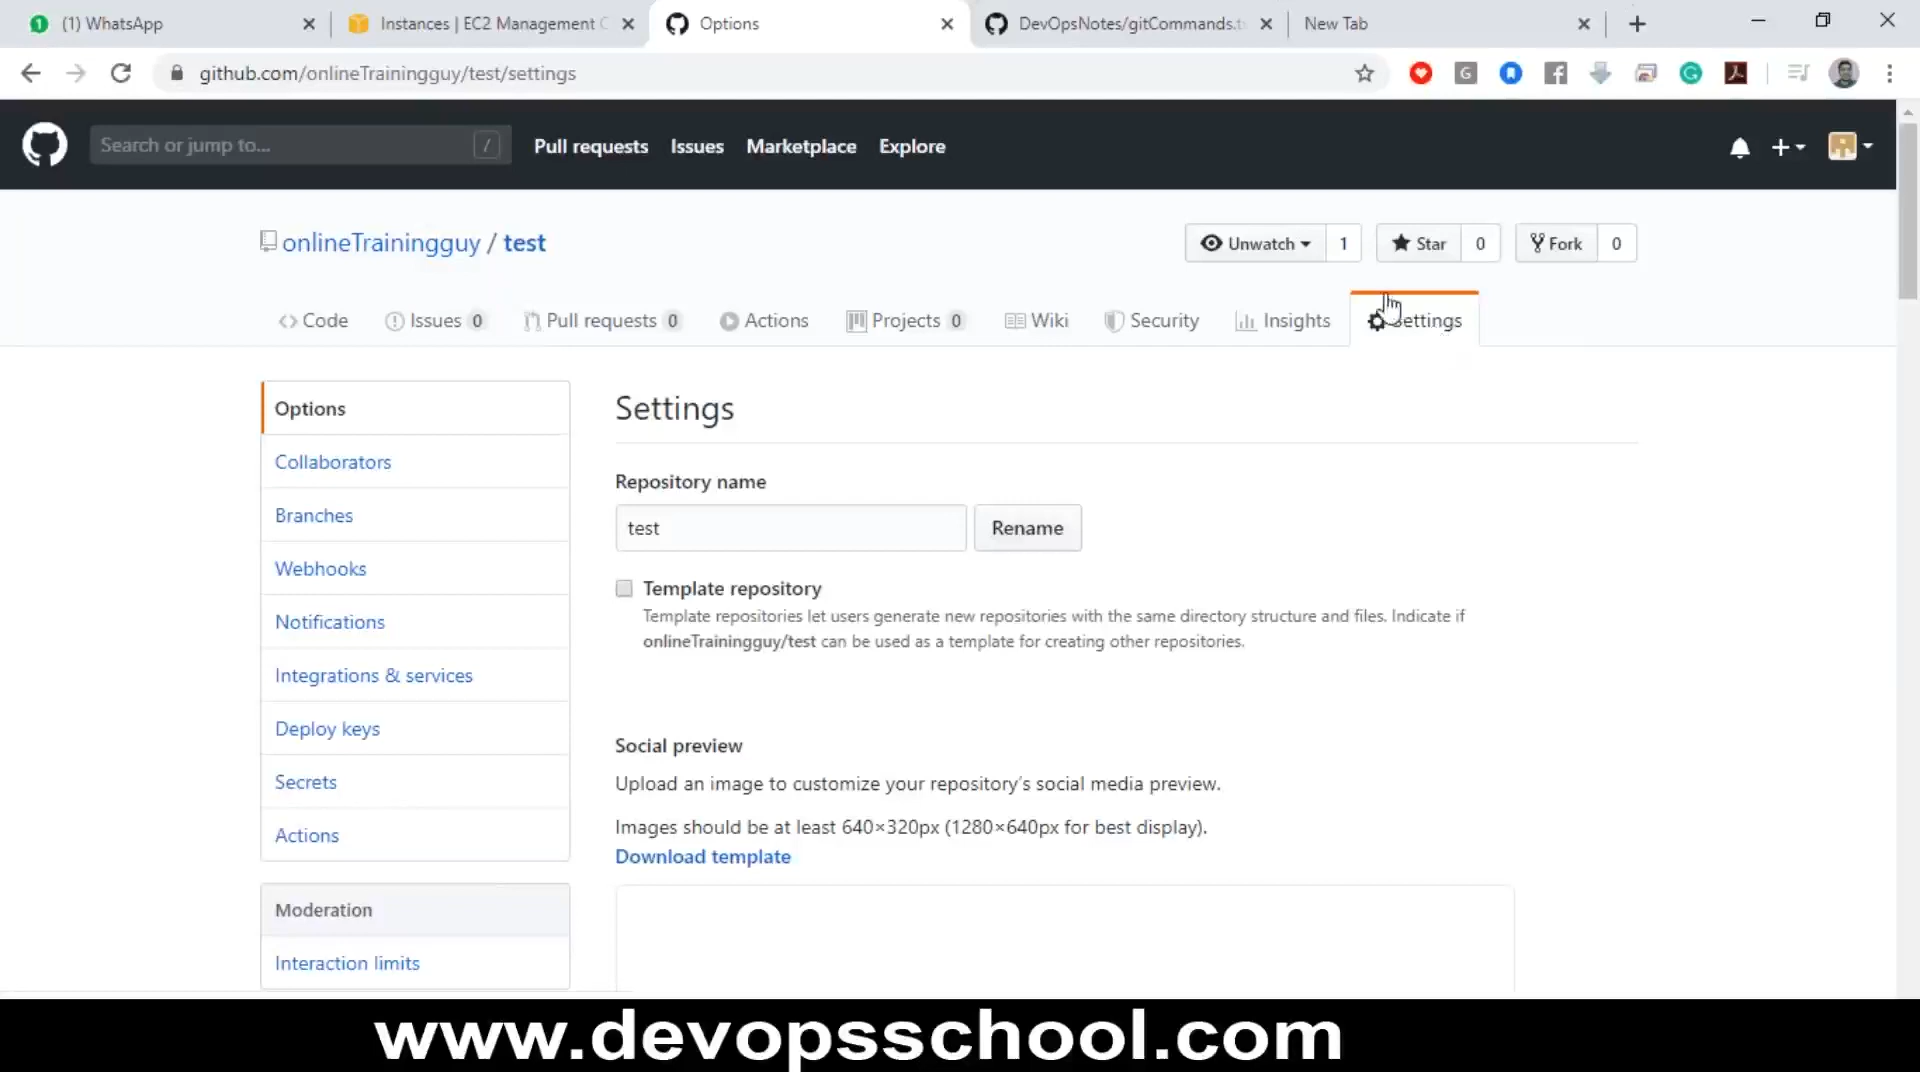 (1) WhatsApp
Instances | EC2 Management C
Options
DevOpsNotes/gitCommands.t
New Tab
github.com/onlineTrainingguy/test/settings
Search or jump to...
/
Pull requests
Issues
Marketplace
Explore
onlineTrainingguy / test
Unwatch
1
Star
0
Fork
0
Code
Issues 0
Pull requests 0
Actions
Projects 0
Wiki
Security
Insights
Settings
Options
Collaborators
Branches
Webhooks
Notifications
Integrations & services
Deploy keys
Secrets
Actions
Moderation
Interaction limits
Settings
Repository name
test
Rename
Template repository
Template repositories let users generate new repositories with the same directory structure and files. Indicate if
onlineTrainingguy/test can be used as a template for creating other repositories.
Social preview
Upload an image to customize your repository's social media preview.
Images should be at least 640×320px (1280×640px for best display).
Download template
www.devopsschool.com